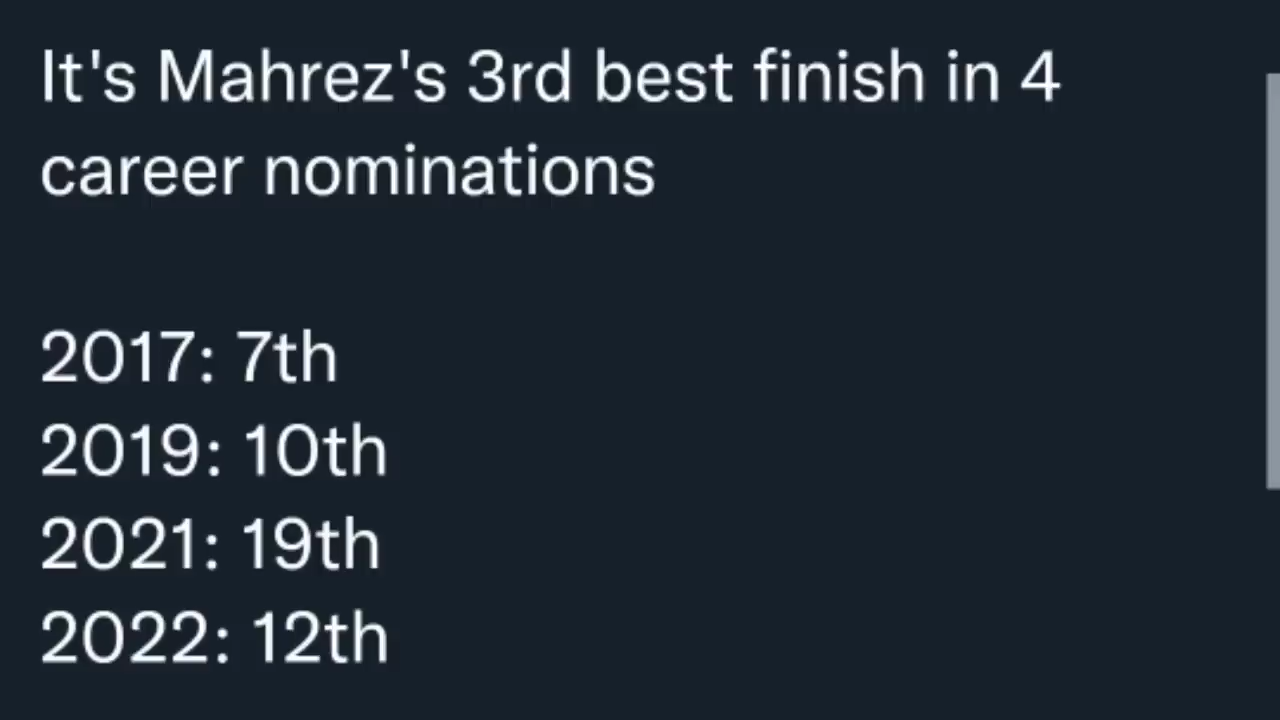 It's Mahrez's 3rd best finish in 4
career nominations
2017: 7th
2019: 10th
2021: 19th
2022: 12th